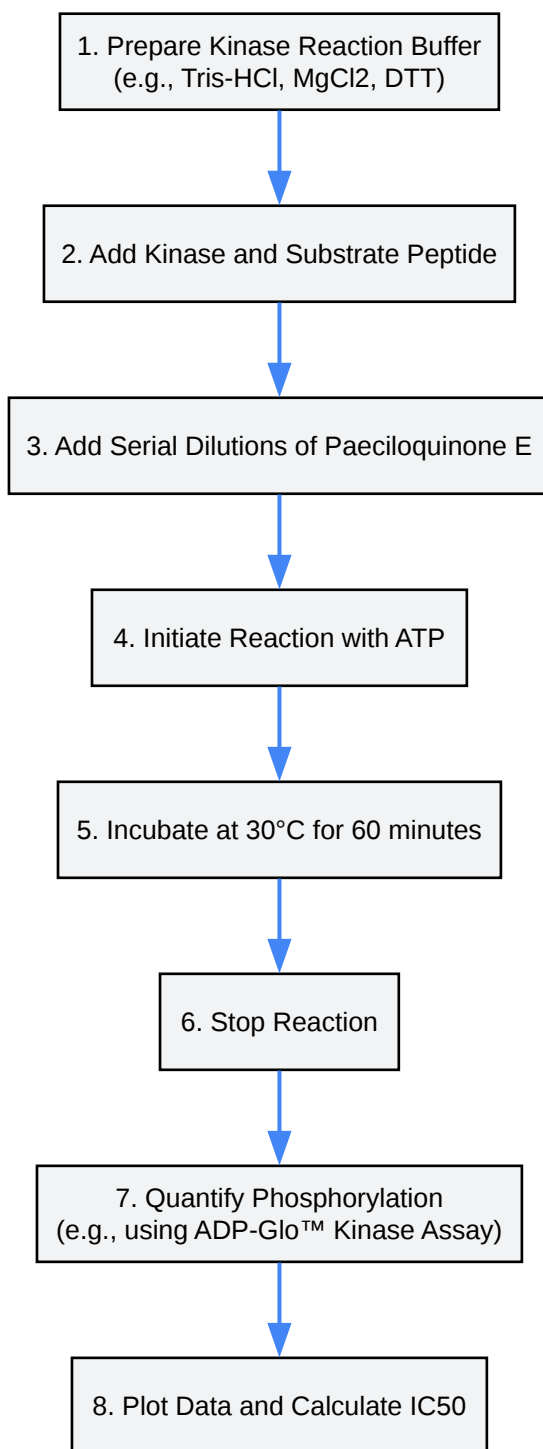 1. Prepare Kinase Reaction Buffer
(e.g., Tris-HCl, MgCl2, DTT)
2. Add Kinase and Substrate Peptide
3. Add Serial Dilutions of Paeciloquinone E
4. Initiate Reaction with ATP
5. Incubate at 30°C for 60 minutes
6. Stop Reaction
7. Quantify Phosphorylation
(e.g., using ADP-Glo™ Kinase Assay)
8. Plot Data and Calculate IC50